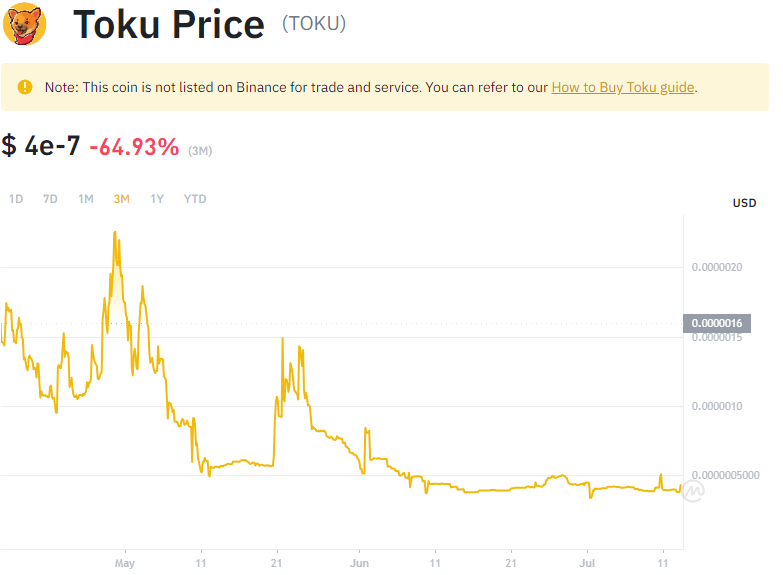 Toku Price (TOKU)
Note: This coin is not listed on Binance for trade and service. You can refer to our How to Buy Toku guide.
$ 4e-7 -64.93% (3M)
1D 7D 1M 3M 1Y YTD
USD
0.0000020
0.0000016
0.0000015
0.0000010
0.0000005000
May 11 21 Jun 11 21 Jul 11